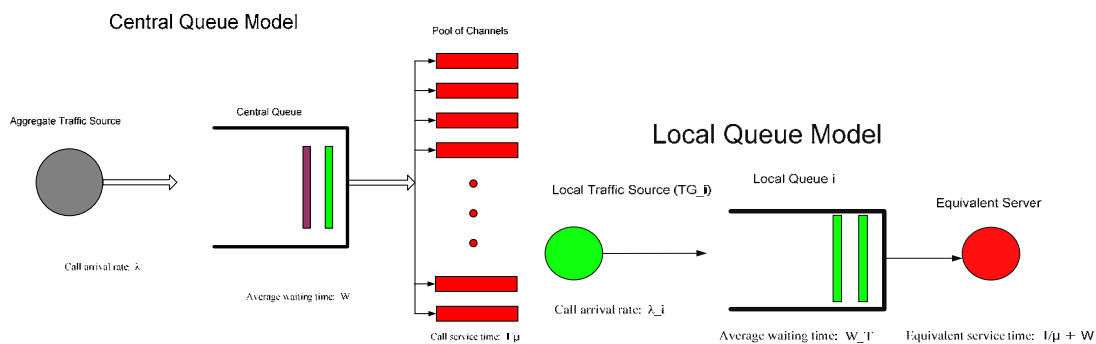 Central Queue Model
Pool of Channels
Central Queue
Aggregate Traffic Source
Call arrival rate: λ
Average waiting time: W
Call service time: 1/μ
Local Queue Model
Local Traffic Source (TG_i)
Local Queue i
Equivalent Server
Call arrival rate: λ_i
Average waiting time: W_T
Equivalent service time: 1/μ + W